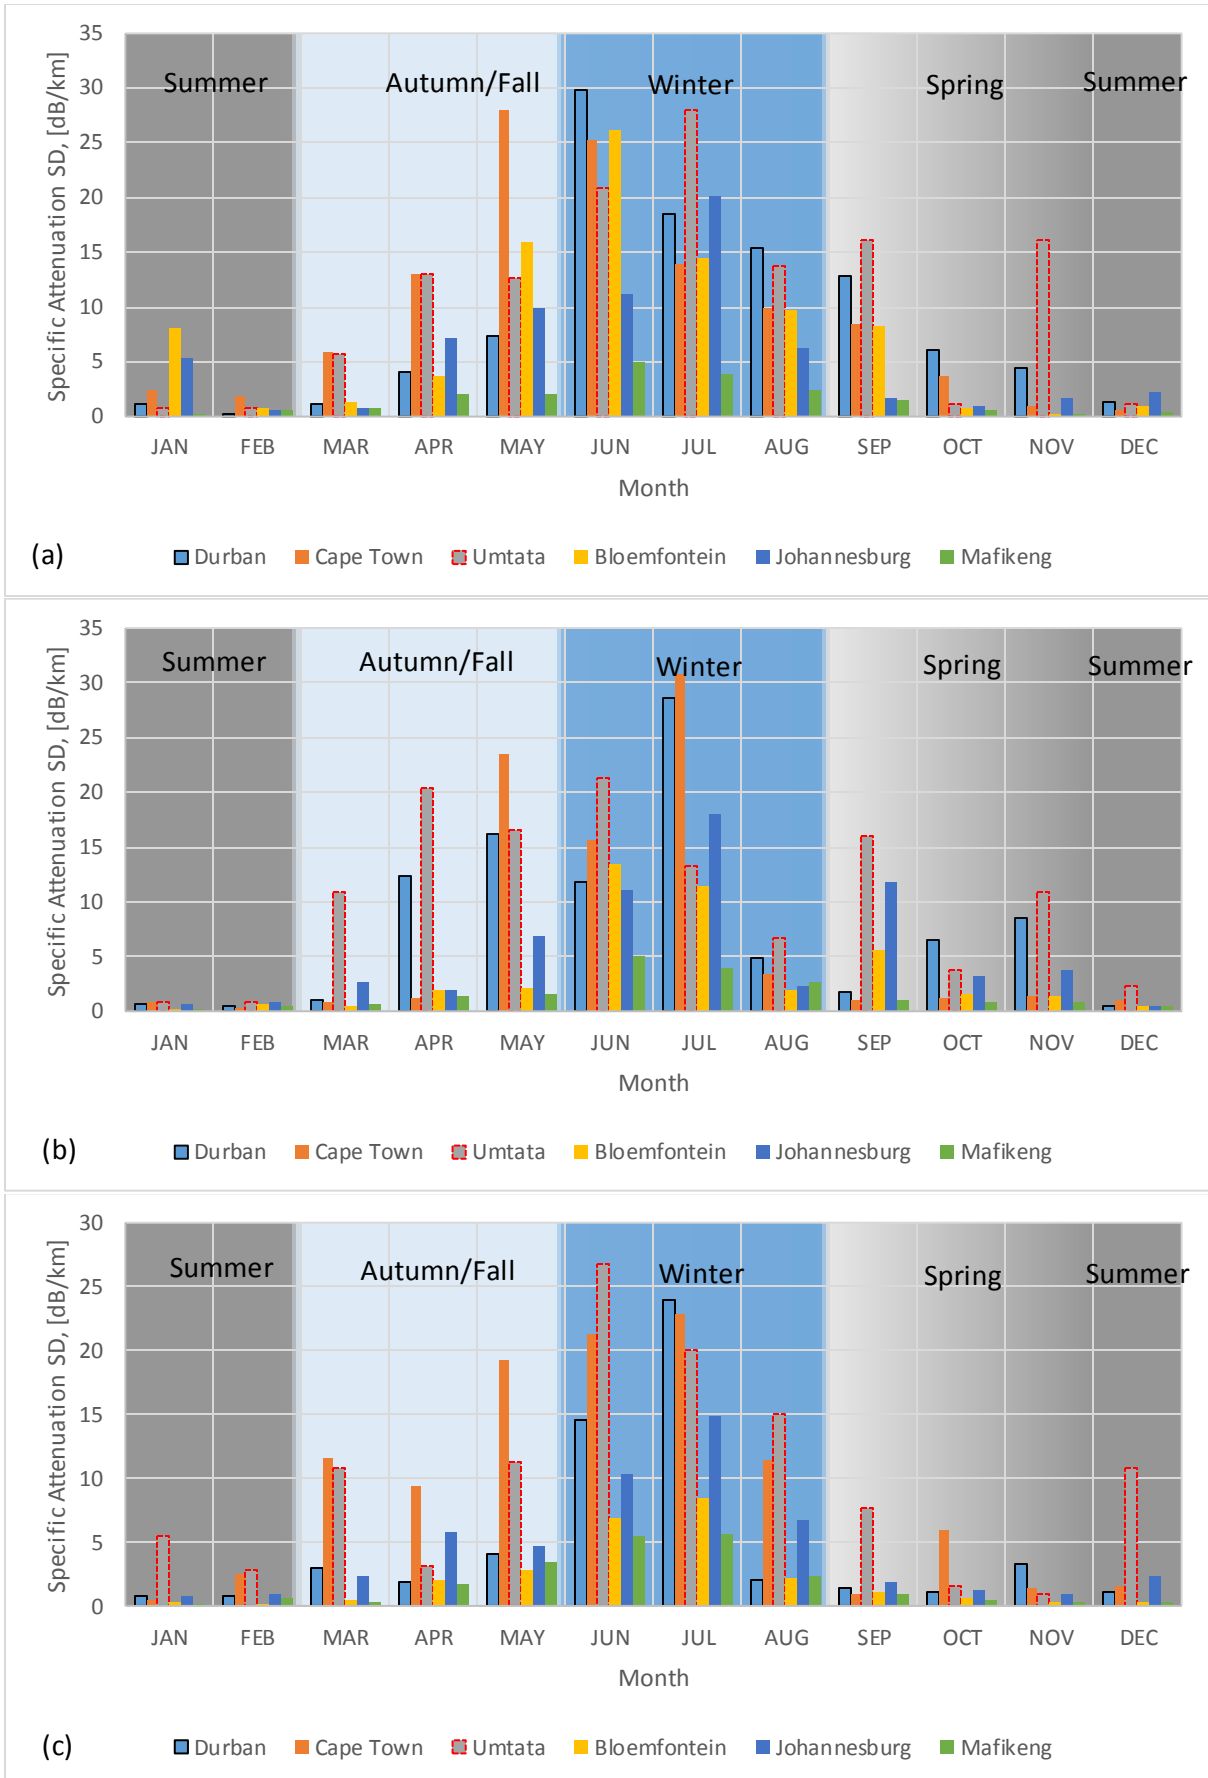 35
30
25
20
15
10
5
0
Specific Attenuation SD, [dB/km]
Summer
Autumn/Fall
Winter
Spring
Summer
JAN FEB MAR APR MAY JUN JUL AUG SEP OCT NOV DEC
Month
(a)
Durban Cape Town Umtata Bloemfontein Johannesburg Mafikeng
35
30
25
20
15
10
5
0
Specific Attenuation SD, [dB/km]
Summer
Autumn/Fall
Winter
Spring
Summer
JAN FEB MAR APR MAY JUN JUL AUG SEP OCT NOV DEC
Month
(b)
Durban Cape Town Umtata Bloemfontein Johannesburg Mafikeng
30
25
20
15
10
5
0
Specific Attenuation SD, [dB/km]
Summer
Autumn/Fall
Winter
Spring
Summer
JAN FEB MAR APR MAY JUN JUL AUG SEP OCT NOV DEC
Month
(c)
Durban Cape Town Umtata Bloemfontein Johannesburg Mafikeng